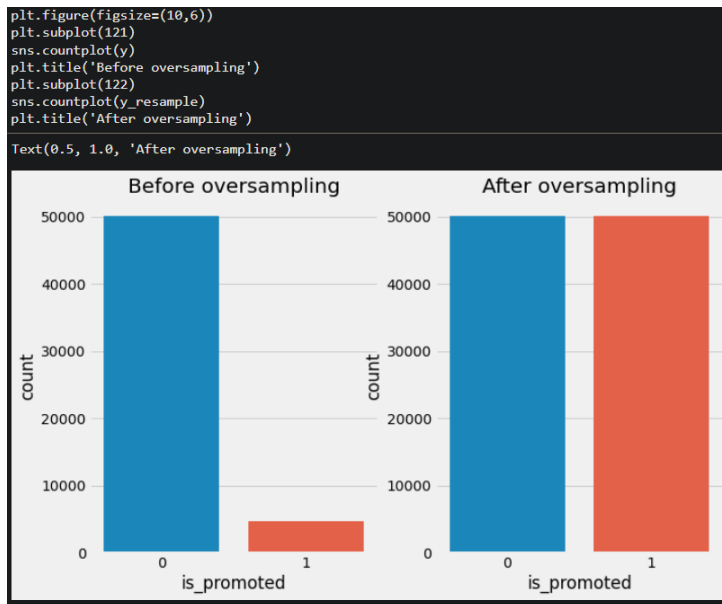 plt.figure(figsize=(10,6))
plt.subplot(121)
sns.countplot(y)
plt.title('Before oversampling')
plt.subplot(122)
sns.countplot(y_resample)
plt.title('After oversampling')
Text(0.5, 1.0, 'After oversampling')
Before oversampling
50000
40000
30000
20000
10000
0
count
0 1
is_promoted
After oversampling
50000
40000
30000
20000
10000
0
count
0 1
is_promoted